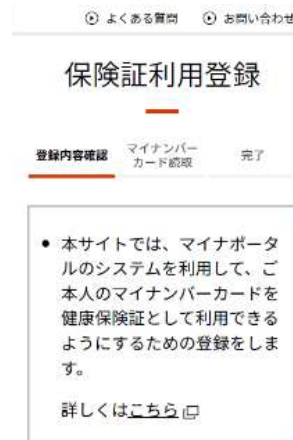 よくある質問 お問い合わせ
保険証利用登録
登録内容確認 マイナンバー
カード読取 完了
本サイトでは、マイナポータ
ルのシステムを利用して、ご
本人のマイナンバーカードを
健康保険証として利用できる
ようにするための登録をしま
す。
詳しくはこちら